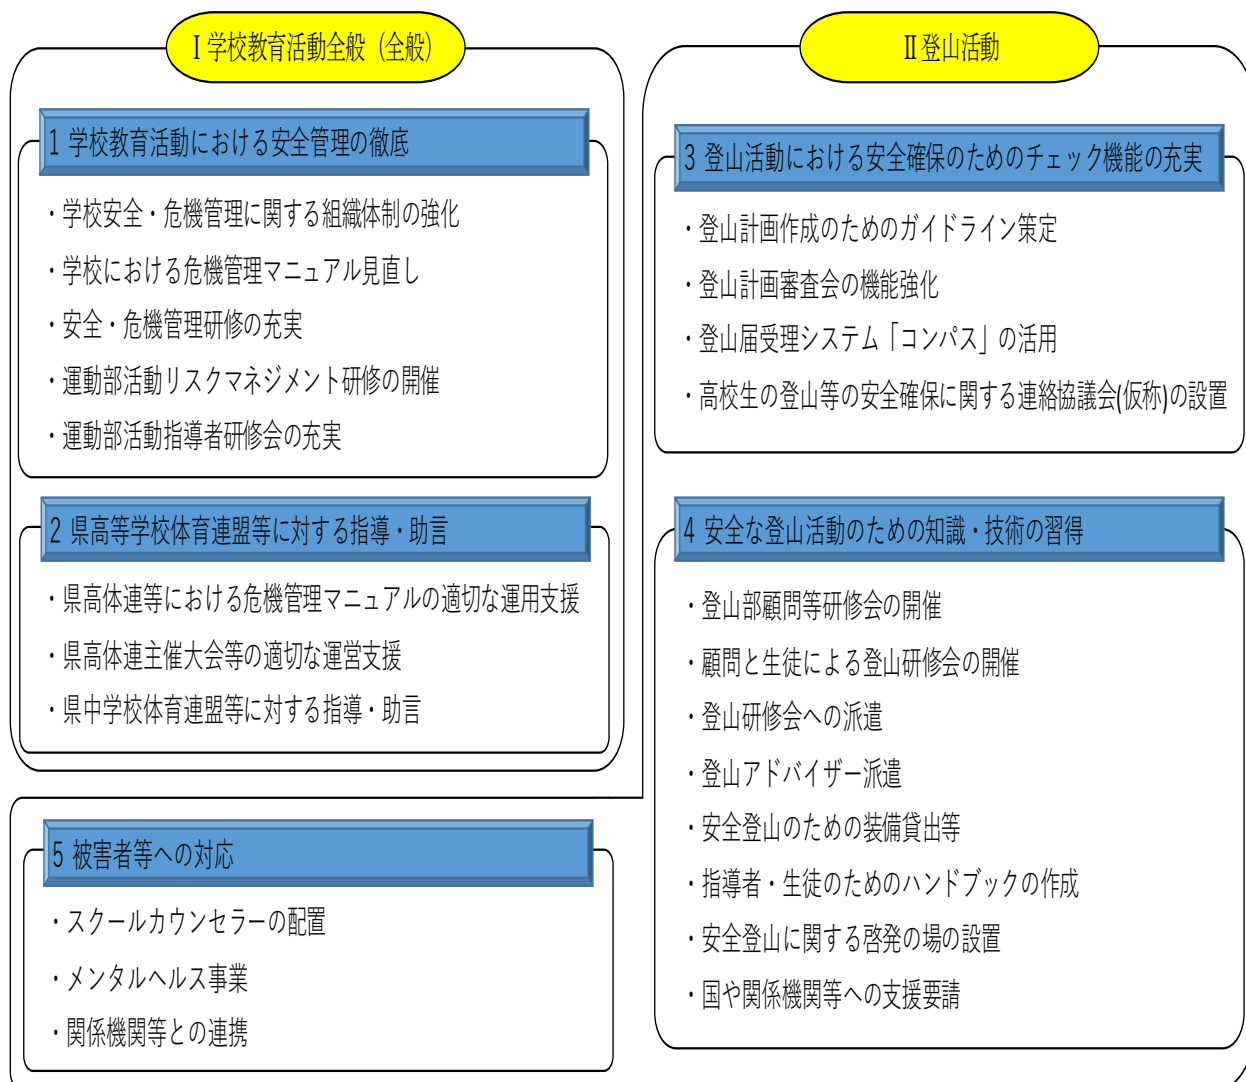 Ⅰ 学校教育活動全般（全般）
1 学校教育活動における安全管理の徹底
・学校安全・危機管理に関する組織体制の強化
・学校における危機管理マニュアル見直し
・安全・危機管理研修の充実
・運動部活動リスクマネジメント研修の開催
・運動部活動指導者研修会の充実
2 県高等学校体育連盟等に対する指導・助言
・県高体連等における危機管理マニュアルの適切な運用支援
・県高体連主催大会等の適切な運営支援
・県中学校体育連盟等に対する指導・助言
Ⅱ 登山活動
3 登山活動における安全確保のためのチェック機能の充実
・登山計画作成のためのガイドライン策定
・登山計画審査会の機能強化
・登山届受理システム「コンパス」の活用
・高校生の登山等の安全確保に関する連絡協議会(仮称)の設置
4 安全な登山活動のための知識・技術の習得
・登山部顧問等研修会の開催
・顧問と生徒による登山研修会の開催
・登山研修会への派遣
・登山アドバイザー派遣
・安全登山のための装備貸出等
・指導者・生徒のためのハンドブックの作成
・安全登山に関する啓発の場の設置
・国や関係機関等への支援要請
5 被害者等への対応
・スクールカウンセラーの配置
・メンタルヘルス事業
・関係機関等との連携